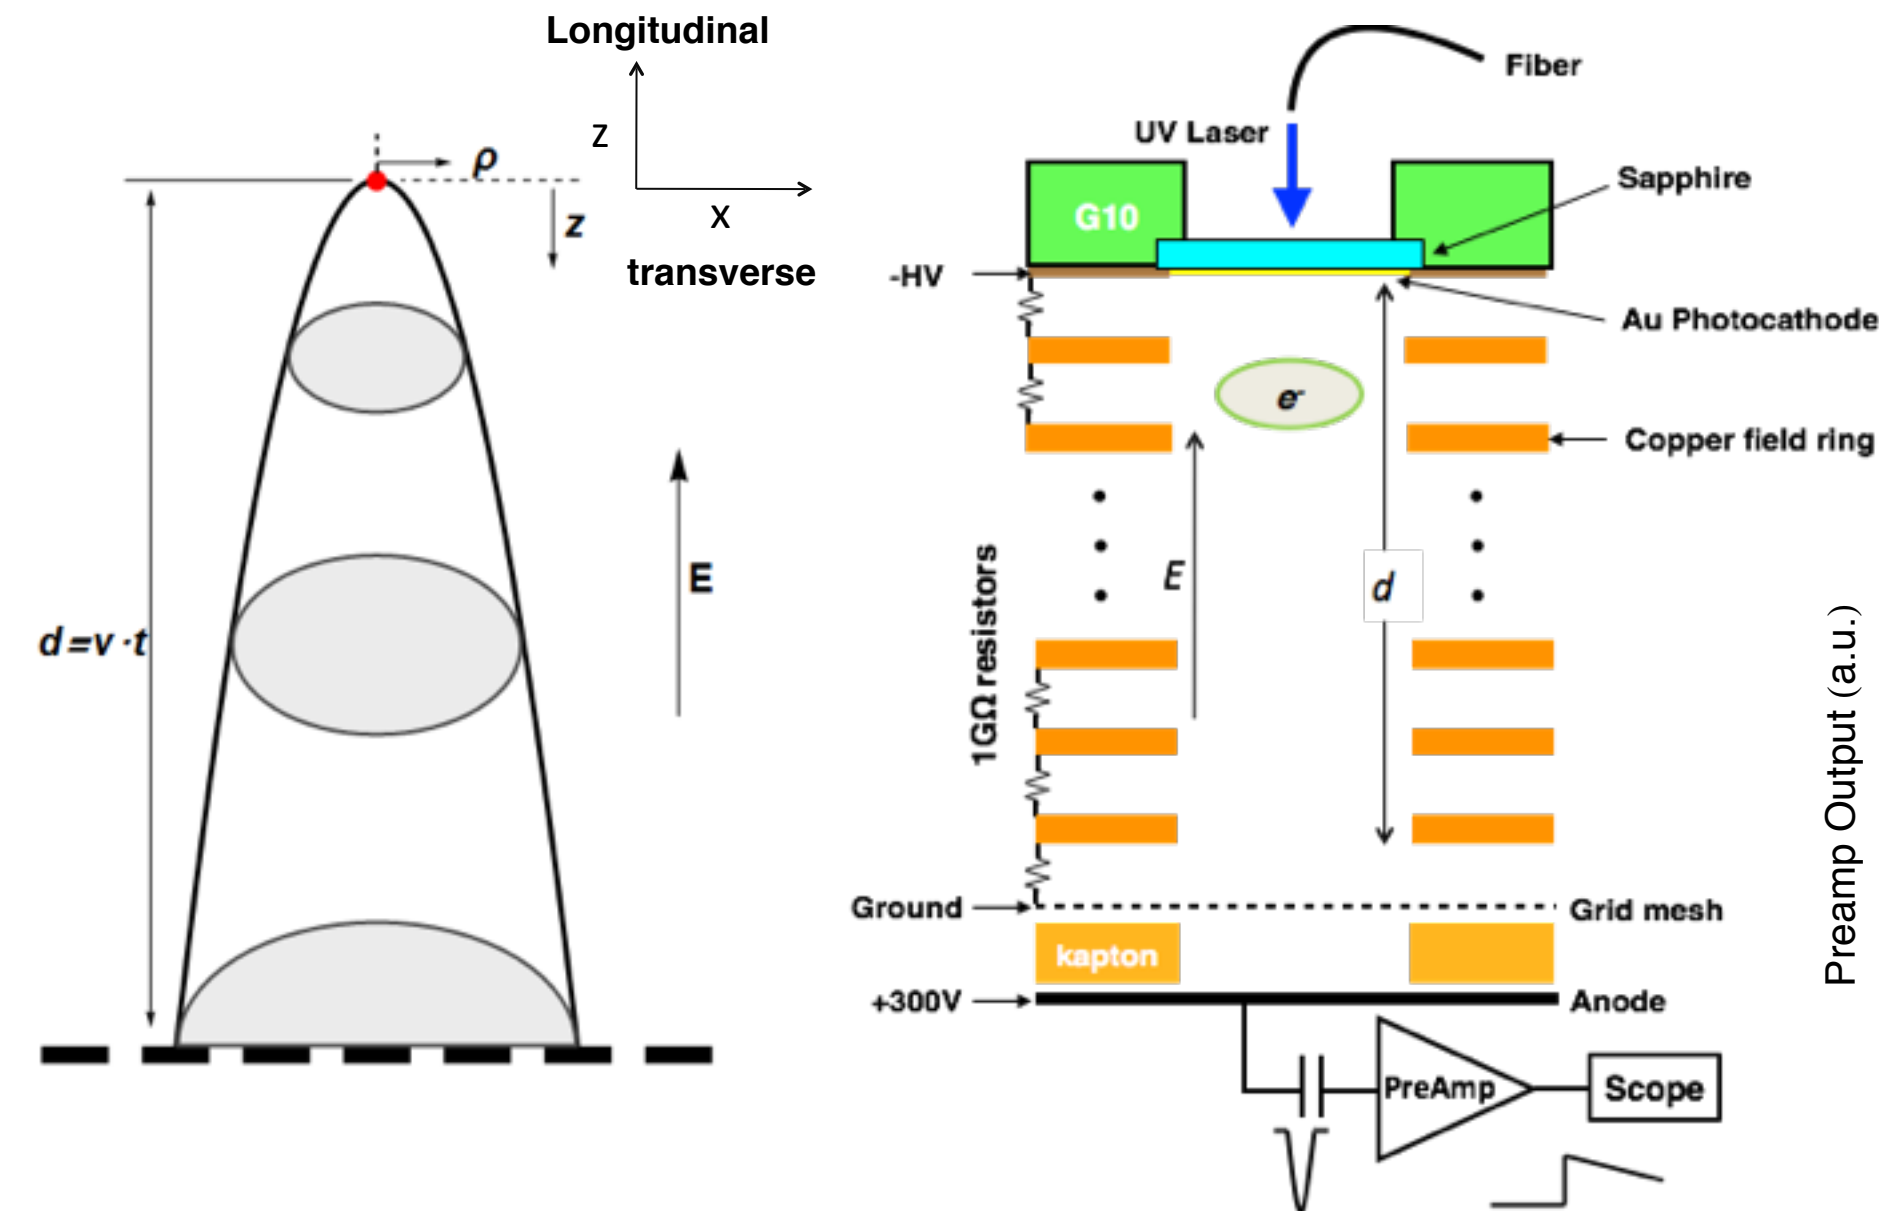 Longitudinal
Z
X
transverse
ρ
z
E
d=v·t
Fiber
UV Laser
Sapphire
G10
-HV
Au Photocathode
e-
Copper field ring
1GΩ resistors
E
d
Ground
Grid mesh
kapton
+300V
Anode
PreAmp
Scope
Preamp Output (a.u.)